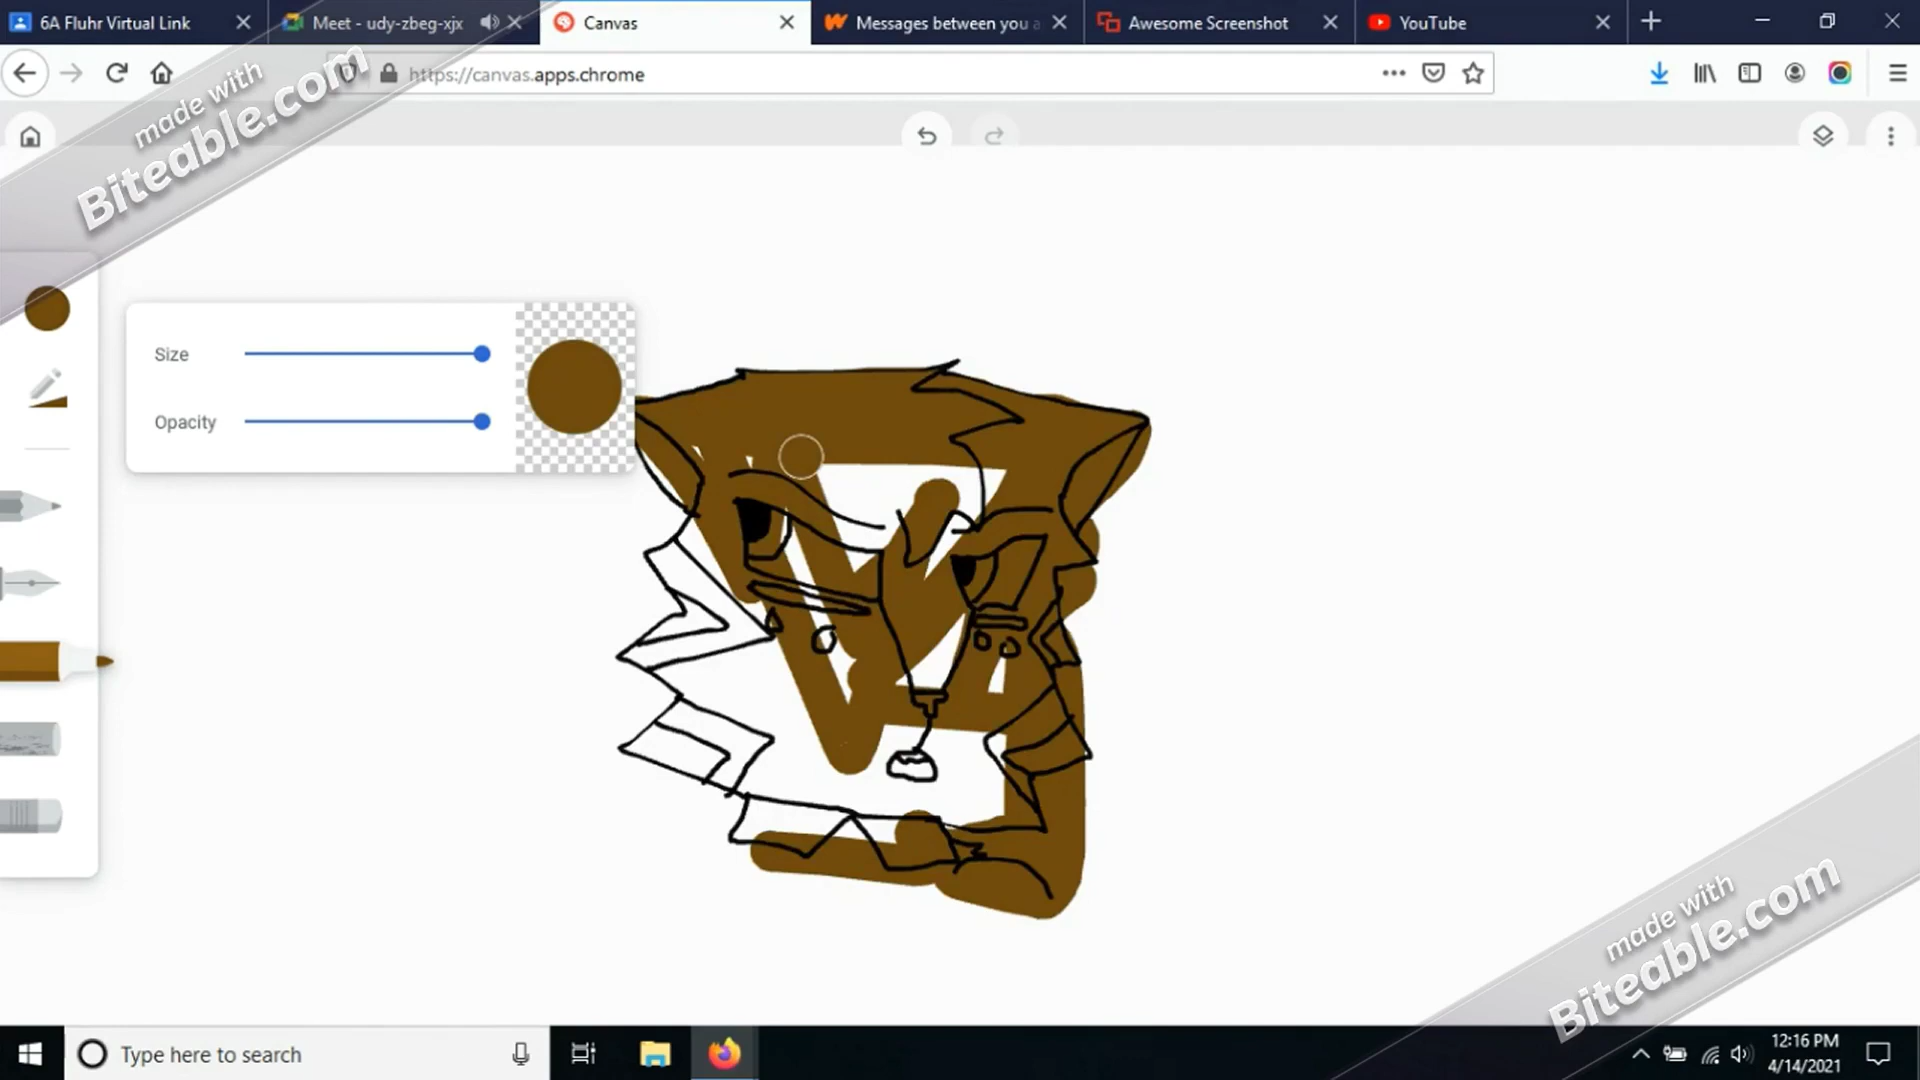 6A Fluhr Virtual Link
Meet - udy-zbeg-xjx
Canvas
Messages between you a
Awesome Screenshot
YouTube
https://canvas.apps.chrome
made with
Biteable.com
Size
Opacity
made with
Biteable.com
Type here to search
12:16 PM
4/14/2021